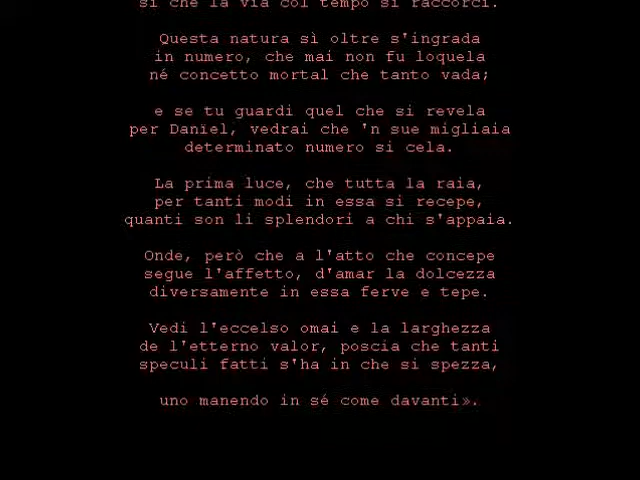 sì che la via col tempo si raccorci.
Questa natura sì oltre s'ingrada
in numero, che mai non fu loquela
né concetto mortal che tanto vada;
e se tu guardi quel che si revela
per Danïel, vedrai che 'n sue migliaia
determinato numero si cela.
La prima luce, che tutta la raia,
per tanti modi in essa si recepe,
quanti son li splendori a chi s'appaia.
Onde, però che a l'atto che concepe
segue l'affetto, d'amar la dolcezza
diversamente in essa ferve e tepe.
Vedi l'eccelso omai e la larghezza
de l'etterno valor, poscia che tanti
speculi fatti s'ha in che si spezza,
uno manendo in sé come davanti».